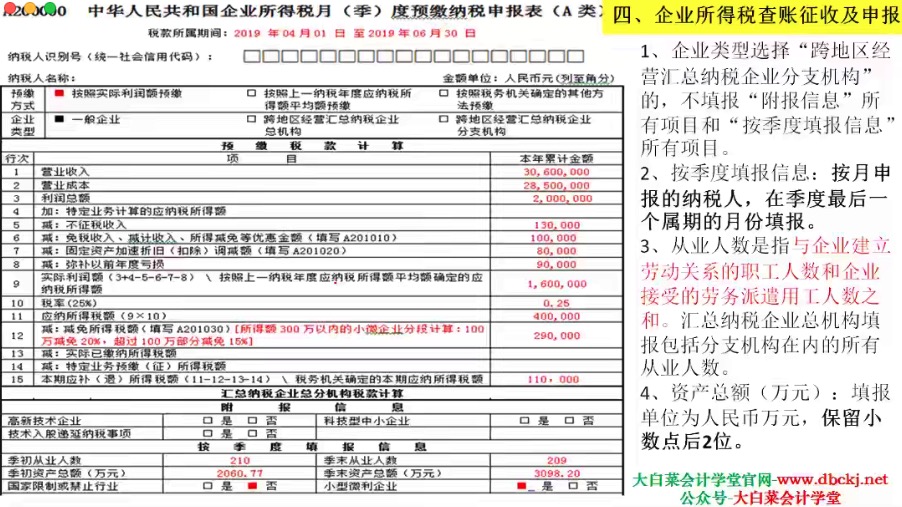 A200000 中华人民共和国企业所得税月（季）度预缴纳税申报表（A 类）
税款所属期间：2019 年 04 月 01 日 至 2019 年 06 月 30 日
纳税人识别号（统一社会信用代码）：□□□□□□□□□□□□□□□□□□
纳税人名称： 金额单位：人民币元(列至角分)
预缴方式 ■ 按照实际利润额预缴 □ 按照上一纳税年度应纳税所得额平均额预缴 □ 按照税务机关确定的其他方法预缴
企业类型 ■ 一般企业 □ 跨地区经营汇总纳税企业总机构 □ 跨地区经营汇总纳税企业分支机构
预 缴 税 款 计 算
行次 项 目 本年累计金额
1 营业收入 30,600,000
2 营业成本 28,500,000
3 利润总额 2,000,000
4 加：特定业务计算的应纳税所得额
5 减：不征税收入 130,000
6 减：免税收入、减计收入、所得减免等优惠金额（填写 A201010） 100,000
7 减：固定资产加速折旧（扣除）调减额（填写 A201020） 80,000
8 减：弥补以前年度亏损 90,000
9 实际利润额（3+4-5-6-7-8） \ 按照上一纳税年度应纳税所得额平均额确定的应纳税所得额 1,600,000
10 税率(25%) 0.25
11 应纳所得税额（9×10） 400,000
12 减：减免所得税额（填写 A201030）[所得额 300 万以内的小微企业分段计算：100 万减免 20%，超过 100 万部分减免 15%] 290,000
13 减：实际已缴纳所得税额
14 减：特定业务预缴（征）所得税额
15 本期应补（退）所得税额（11-12-13-14） \ 税务机关确定的本期应纳所得税额 110，000
汇总纳税企业总分机构税款计算
附 报 信 息
高新技术企业 □ 是 □ 否 科技型中小企业 □ 是 □ 否
技术入股递延纳税事项 □ 是 □ 否
按 季 度 填 报 信 息
季初从业人数 210 季末从业人数 209
季初资产总额（万元） 2060.77 季末资产总额（万元） 3098.20
国家限制或禁止行业 □ 是 ■ 否 小型微利企业 ■ 是 □ 否
四、企业所得税查账征收及申报
1、企业类型选择“跨地区经
营汇总纳税企业分支机构”
的，不填报“附报信息”所
有项目和“按季度填报信息”
所有项目。
2、按季度填报信息：按月申
报的纳税人，在季度最后一
个属期的月份填报。
3、从业人数是指与企业建立
劳动关系的职工人数和企业
接受的劳务派遣用工人数之
和。汇总纳税企业总机构填
报包括分支机构在内的所有
从业人数。
4、资产总额（万元）：填报
单位为人民币万元，保留小
数点后2位。
大白菜会计学堂官网-www.dbckj.net
公众号-大白菜会计学堂